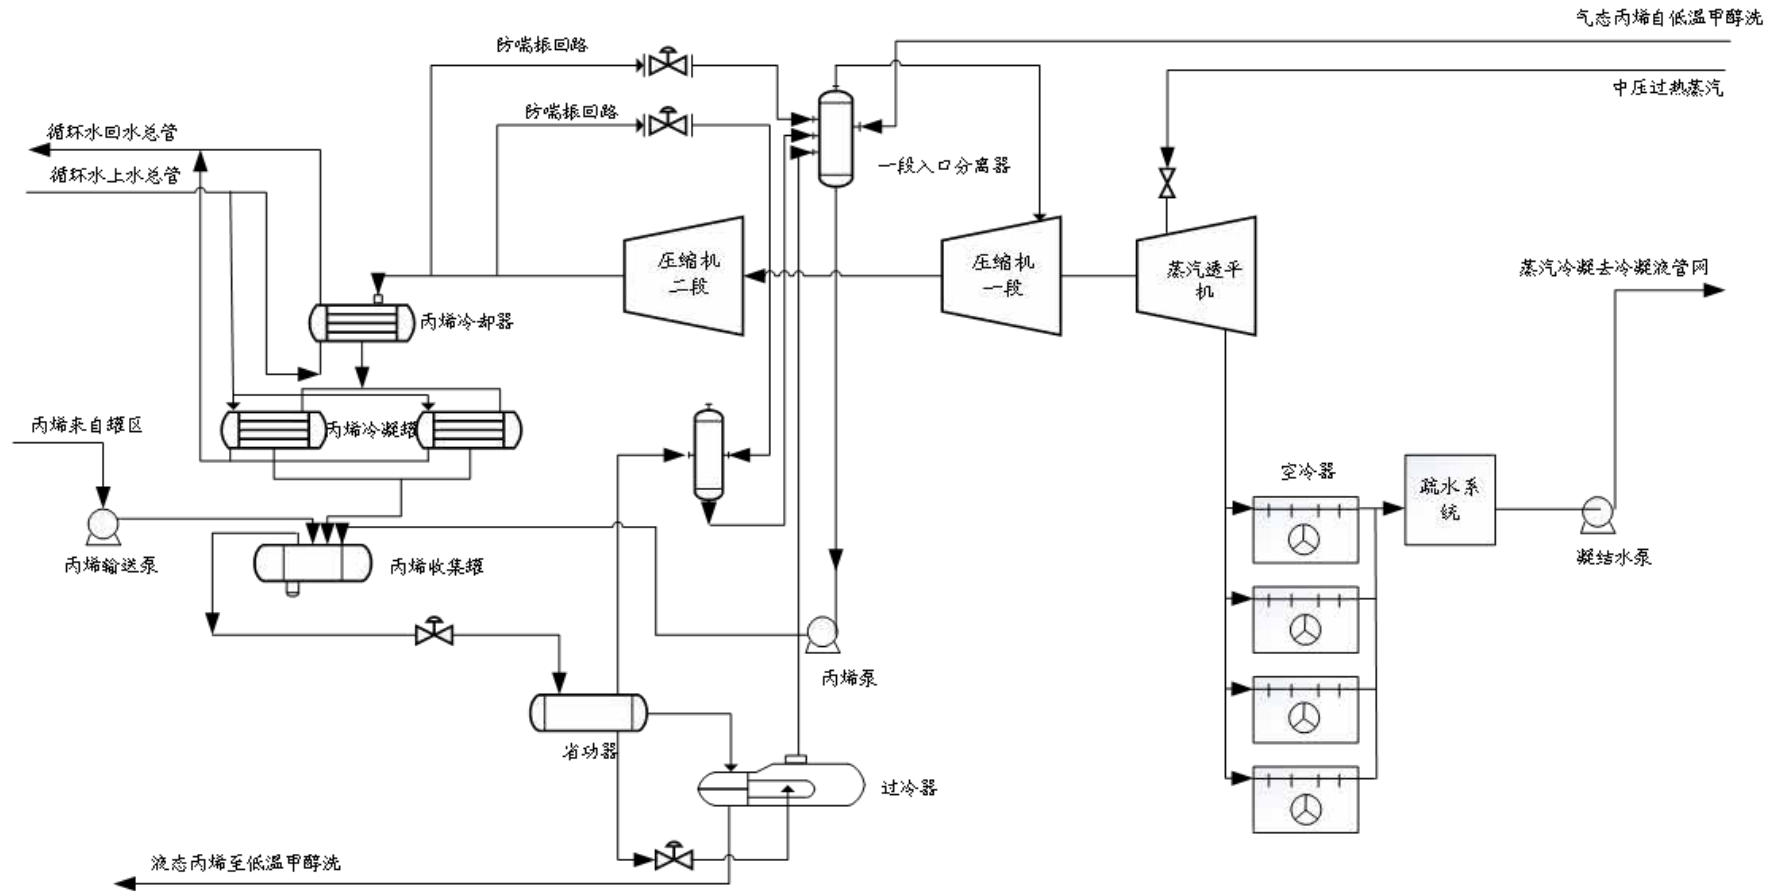 气态丙烯自低温甲醇洗
防喘振回路
中压过热蒸汽
防喘振回路
循环水回水总管
一段入口分离器
循环水上水总管
压缩机
二段
压缩机
一段
蒸汽透平
机
蒸汽冷凝去冷凝液管网
丙烯冷却器
丙烯来自罐区
丙烯冷凝罐
空冷器
疏水系
统
丙烯输送泵
丙烯收集罐
凝结水泵
丙烯泵
省功器
过冷器
液态丙烯至低温甲醇洗